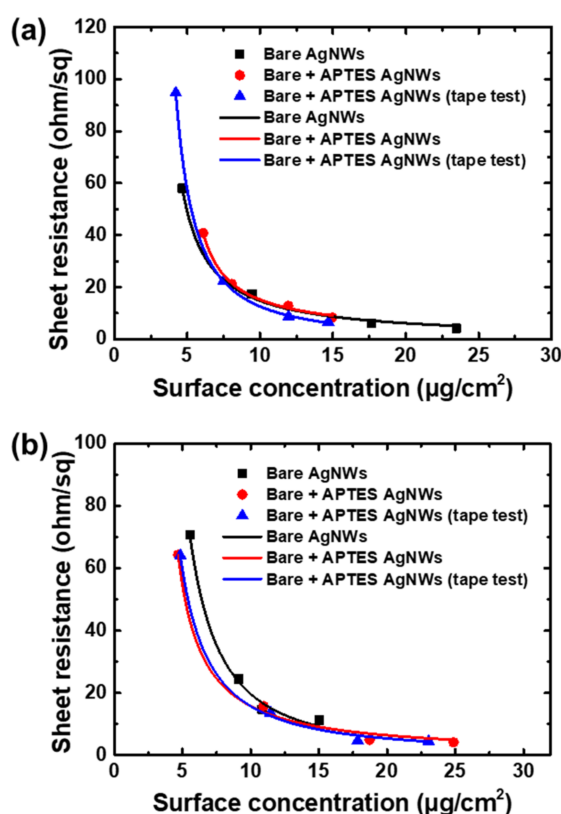 (a)
120
100
80
60
40
20
0
Sheet resistance (ohm/sq)
Bare AgNWs
Bare + APTES AgNWs
Bare + APTES AgNWs (tape test)
Bare AgNWs
Bare + APTES AgNWs
Bare + APTES AgNWs (tape test)
0 5 10 15 20 25 30
Surface concentration (µg/cm²)
(b)
100
80
60
40
20
0
Sheet resistance (ohm/sq)
Bare AgNWs
Bare + APTES AgNWs
Bare + APTES AgNWs (tape test)
Bare AgNWs
Bare + APTES AgNWs
Bare + APTES AgNWs (tape test)
0 5 10 15 20 25 30
Surface concentration (µg/cm²)